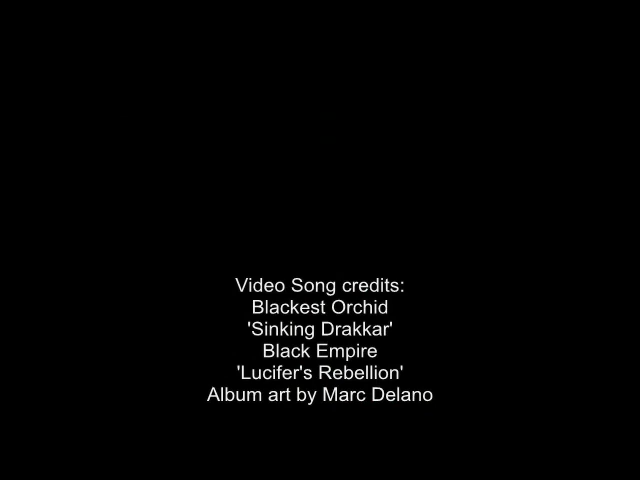 Video Song credits:
Blackest Orchid
'Sinking Drakkar'
Black Empire
'Lucifer's Rebellion'
Album art by Marc Delano